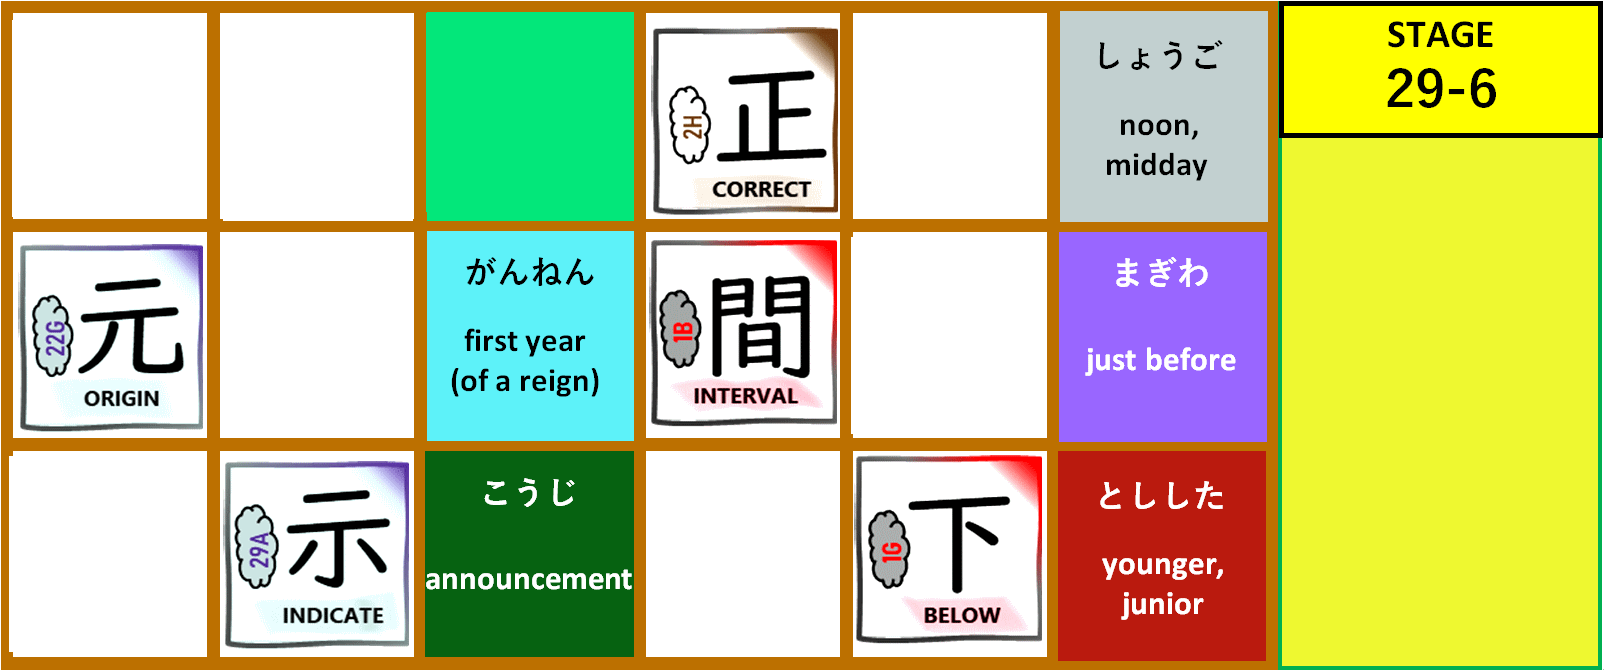 2H
正
CORRECT
しょうご
noon,
midday
STAGE
29-6
22G
元
ORIGIN
がんねん
first year
(of a reign)
1B
間
INTERVAL
まぎわ
just before
29A
示
INDICATE
こうじ
announcement
1G
下
BELOW
としした
younger,
junior